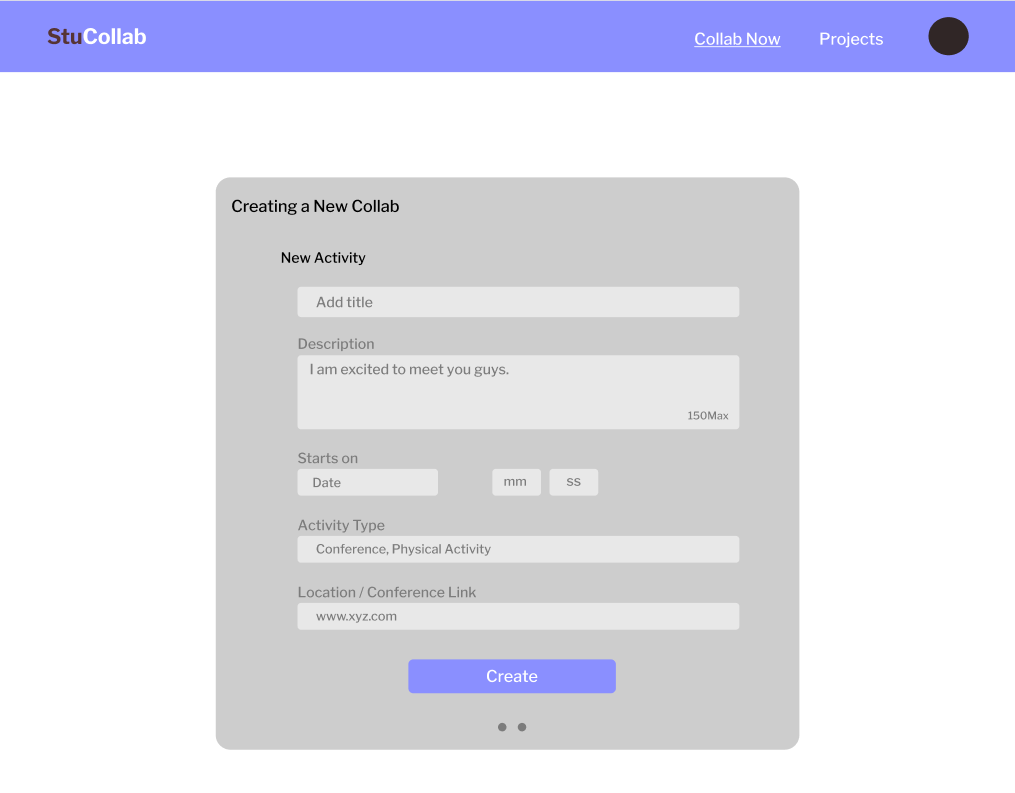 StuCollab
Collab Now Projects
Creating a New Collab
New Activity
Add title
Description
I am excited to meet you guys.
150Max
Starts on
Date mm ss
Activity Type
Conference, Physical Activity
Location / Conference Link
www.xyz.com
Create